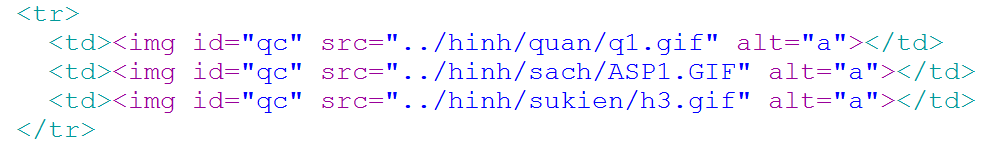 <tr>
<td><img id="qc" src="../hinh/quan/q1.gif" alt="a"></td>
<td><img id="qc" src="../hinh/sach/ASP1.GIF" alt="a"></td>
<td><img id="qc" src="../hinh/sukien/h3.gif" alt="a"></td>
</tr>